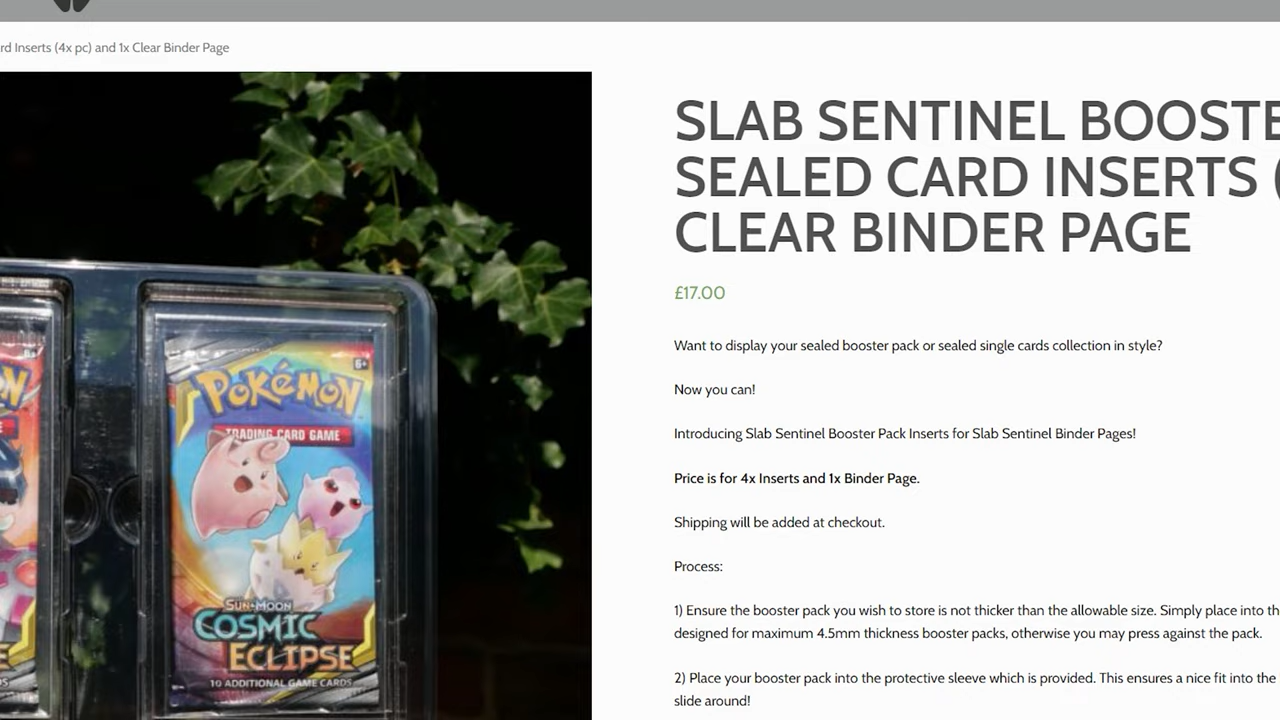 rd Inserts (4x pc) and 1x Clear Binder Page
SLAB SENTINEL BOOSTE
SEALED CARD INSERTS (
CLEAR BINDER PAGE
£17.00
Want to display your sealed booster pack or sealed single cards collection in style?
Now you can!
Introducing Slab Sentinel Booster Pack Inserts for Slab Sentinel Binder Pages!
Price is for 4x Inserts and 1x Binder Page.
Shipping will be added at checkout.
Process:
1) Ensure the booster pack you wish to store is not thicker than the allowable size. Simply place into th
designed for maximum 4.5mm thickness booster packs, otherwise you may press against the pack.
2) Place your booster pack into the protective sleeve which is provided. This ensures a nice fit into the
slide around!
6+
POKéMON
TRADING CARD GAME
SUN & MOON
COSMIC
ECLIPSE
10 ADDITIONAL GAME CARDS